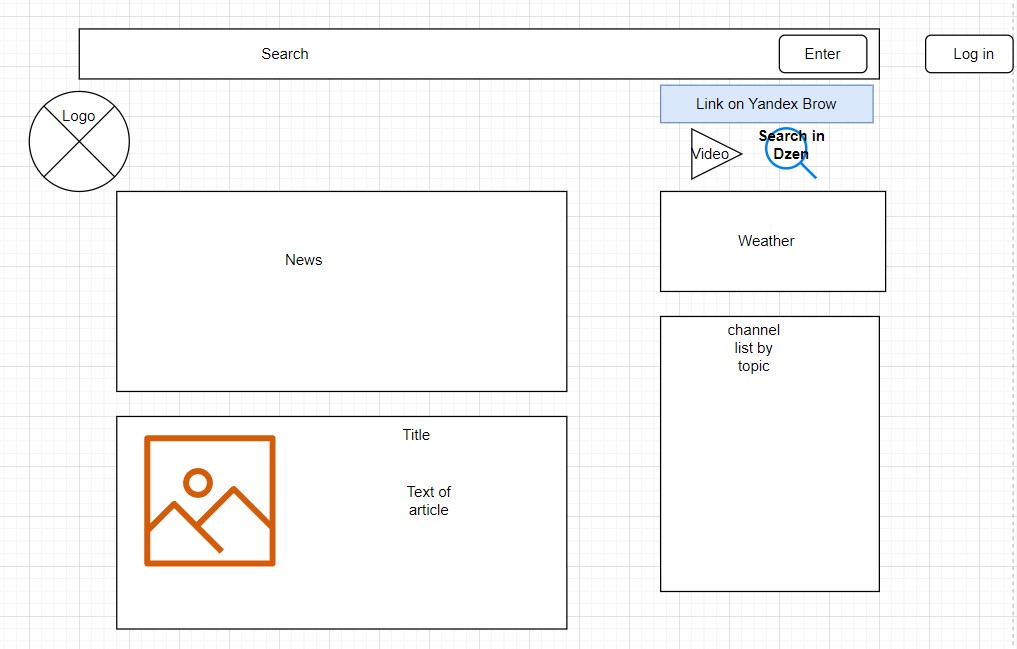 Search
Enter
Log in
Logo
Link on Yandex Brow
Video
Search in
Dzen
News
Weather
channel
list by
topic
Title
Text of
article